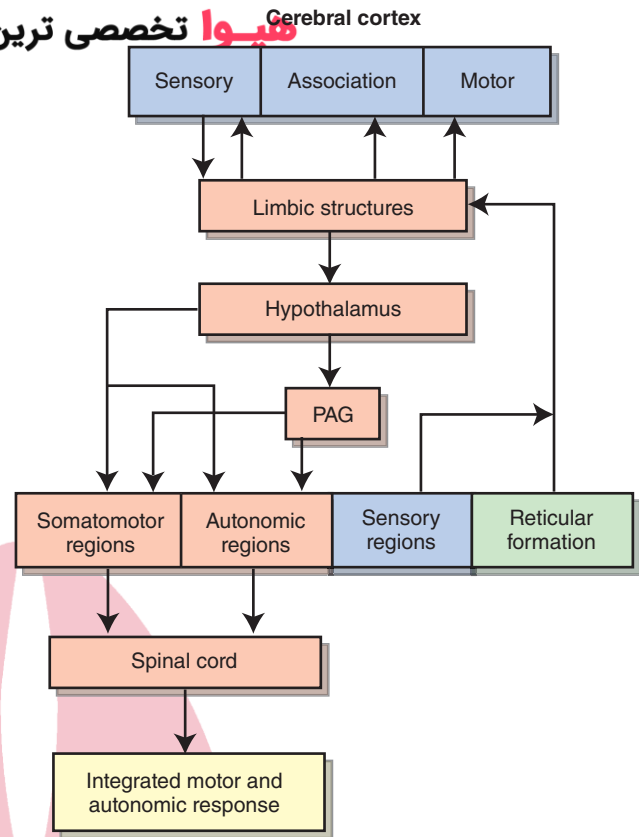 هیوا تخصصی ترین
Cerebral cortex
Sensory
Association
Motor
Limbic structures
Hypothalamus
PAG
Somatomotor
regions
Autonomic
regions
Sensory
regions
Reticular
formation
Spinal cord
Integrated motor and
autonomic response